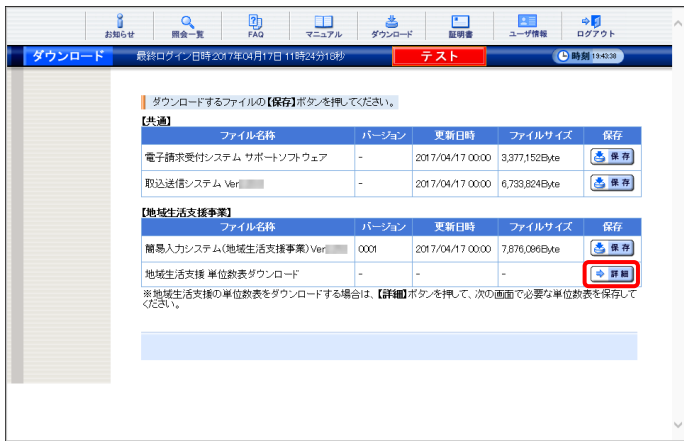 お知らせ 照会一覧 FAQ マニュアル ダウンロード 証明書 ユーザ情報 ログアウト
ダウンロード 最終ログイン日時:2017年04月17日 11時24分18秒 テスト 時刻 19:43:38
ダウンロードするファイルの【保存】ボタンを押してください。
【共通】
ファイル名称 バージョン 更新日時 ファイルサイズ 保存
電子請求受付システム サポートソフトウェア - 2017/04/17 00:00 3,377,152Byte 保存
取込送信システム Ver - 2017/04/17 00:00 6,733,824Byte 保存
【地域生活支援事業】
ファイル名称 バージョン 更新日時 ファイルサイズ 保存
簡易入力システム(地域生活支援事業)Ver 0001 2017/04/17 00:00 7,876,096Byte 保存
地域生活支援 単位数表ダウンロード - - - 詳細
※地域生活支援の単位数表をダウンロードする場合は、【詳細】ボタンを押して、次の画面で必要な単位数表を保存して
ください。